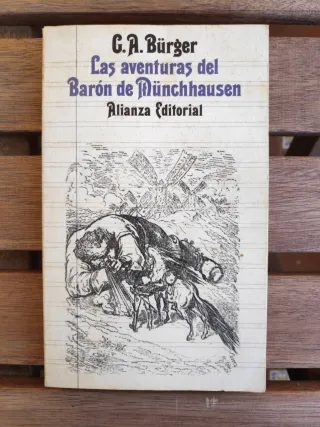 G. A. Bürger
Las aventuras del
Barón de Münchhausen
Alianza Editorial